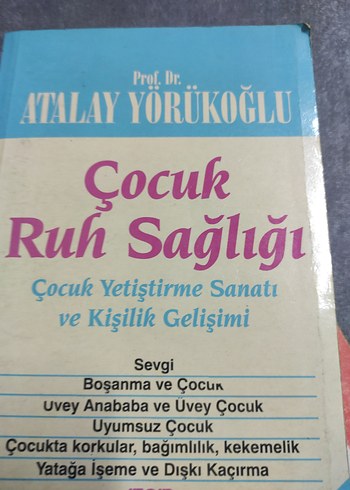 Prof. Dr.
ATALAY YÖRÜKOĞLU
Çocuk
Ruh Sağlığı
Çocuk Yetiştirme Sanatı
ve Kişilik Gelişimi
Sevgi
Boşanma ve Çocuk
Üvey Anababa ve Üvey Çocuk
Uyumsuz Çocuk
Çocukta korkular, bağımlılık, kekemelik
Yatağa İşeme ve Dışkı Kaçırma